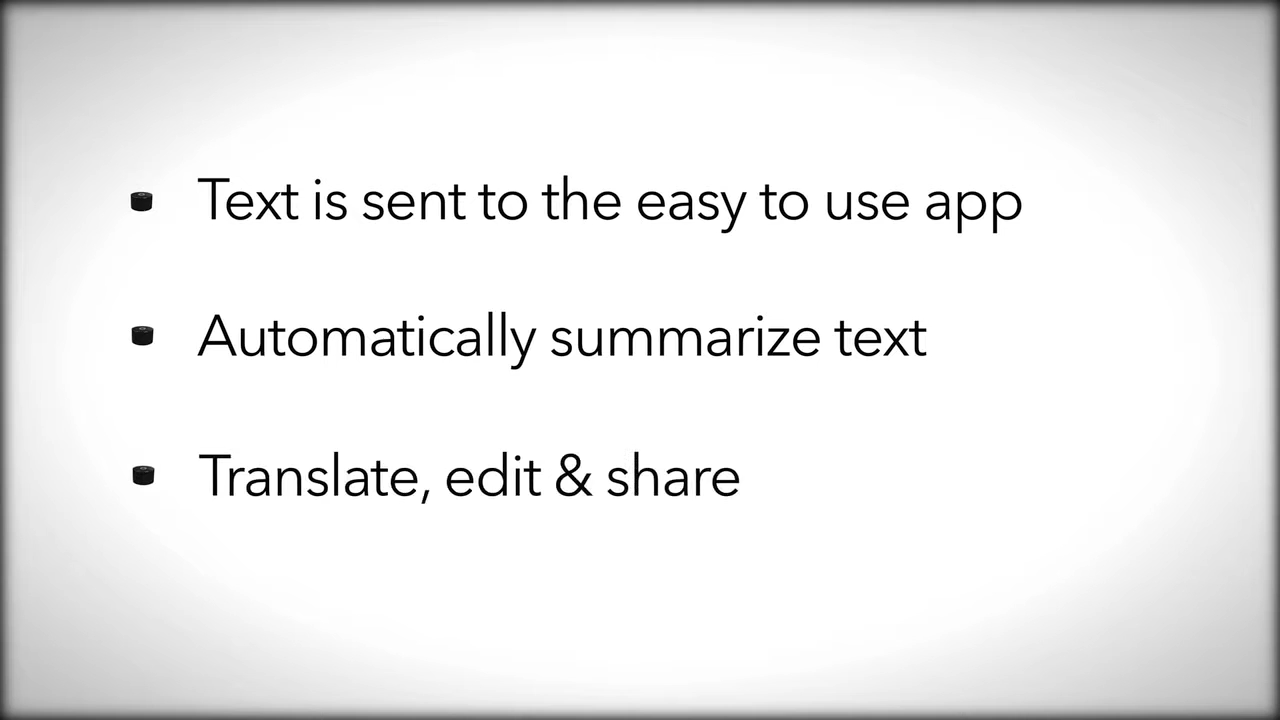 Text is sent to the easy to use app
Automatically summarize text
Translate, edit & share